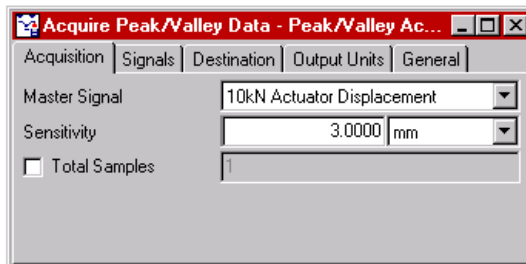 Acquire Peak/Valley Data - Peak/Valley Ac...
Acquisition Signals Destination Output Units General
Master Signal 10kN Actuator Displacement
Sensitivity 3.0000 mm
Total Samples 1